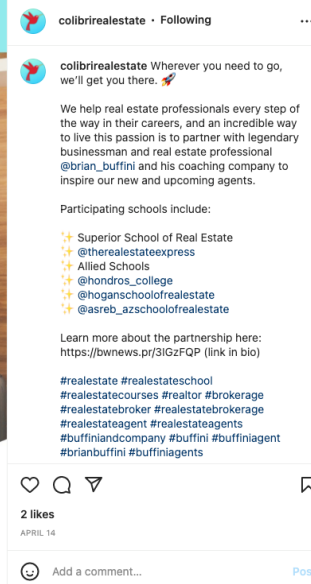 colibrirealestate • Following
colibrirealestate Wherever you need to go,
we'll get you there. 🚀
We help real estate professionals every step of
the way in their careers, and an incredible way
to live this passion is to partner with legendary
businessman and real estate professional
@brian_buffini and his coaching company to
inspire our new and upcoming agents.
Participating schools include:
✨ Superior School of Real Estate
✨ @therealestateexpress
✨ Allied Schools
✨ @hondros_college
✨ @hoganschoolofrealestate
✨ @asreb_azschoolofrealestate
Learn more about the partnership here:
https://bwnews.pr/3IGzFQP (link in bio)
#realestate #realestateschool
#realestatecourses #realtor #brokerage
#realestatebroker #realestatebrokerage
#realestateagent #realestateagents
#buffiniandcompany #buffini #buffiniagent
#brianbuffini #buffiniagents
2 likes
APRIL 14
Add a comment...
Pos